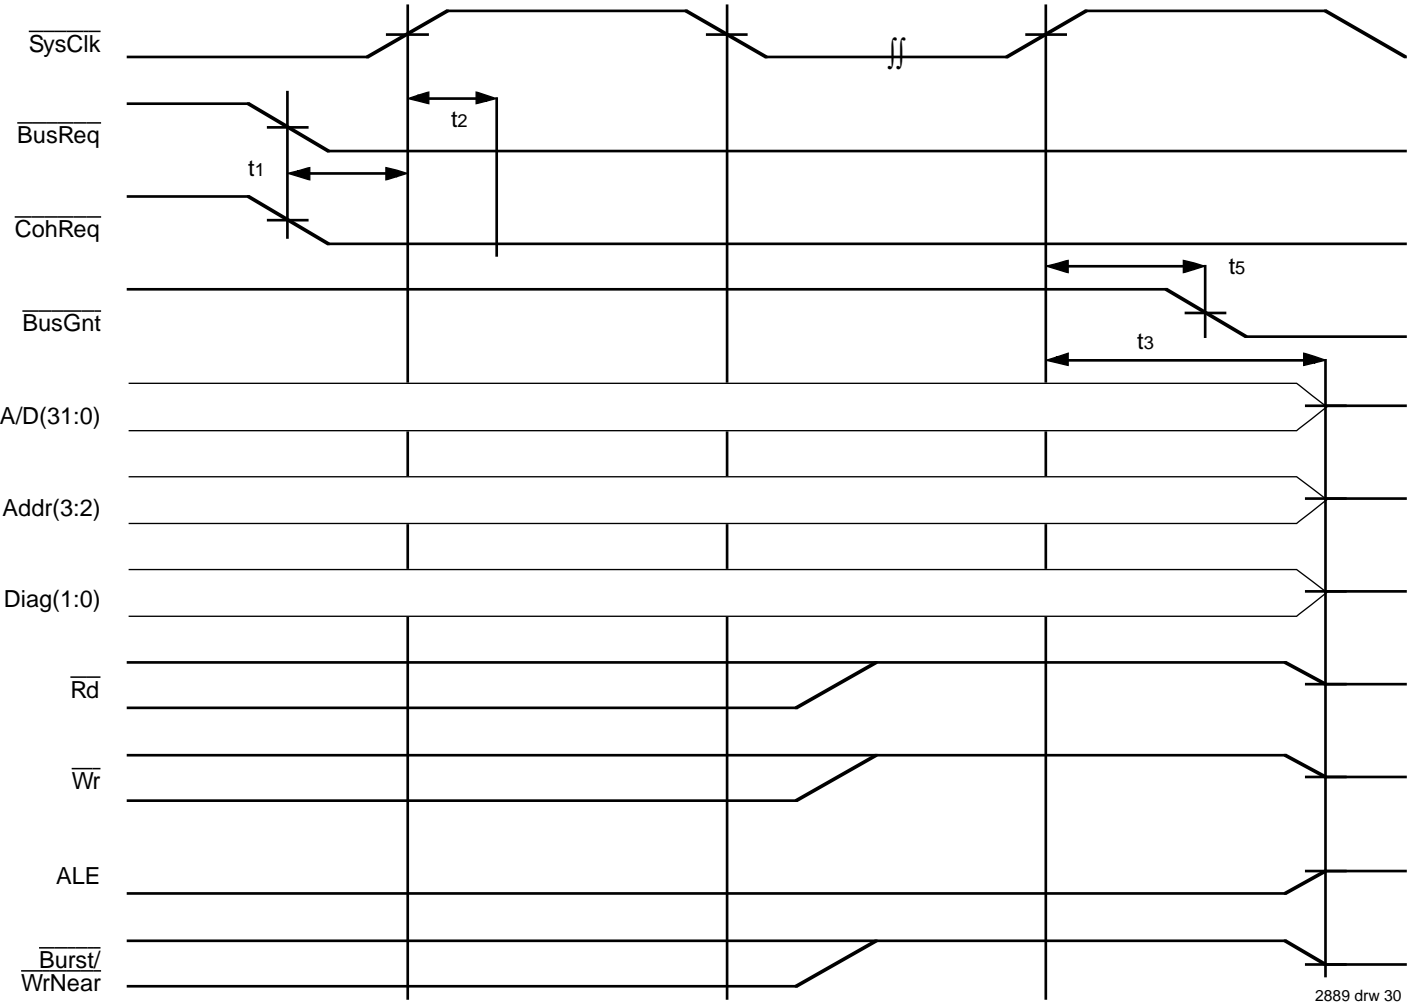 SysClk
BusReq
t2
t1
CohReq
t5
BusGnt
t3
A/D(31:0)
Addr(3:2)
Diag(1:0)
Rd
Wr
ALE
Burst/
WrNear
2889 drw 30